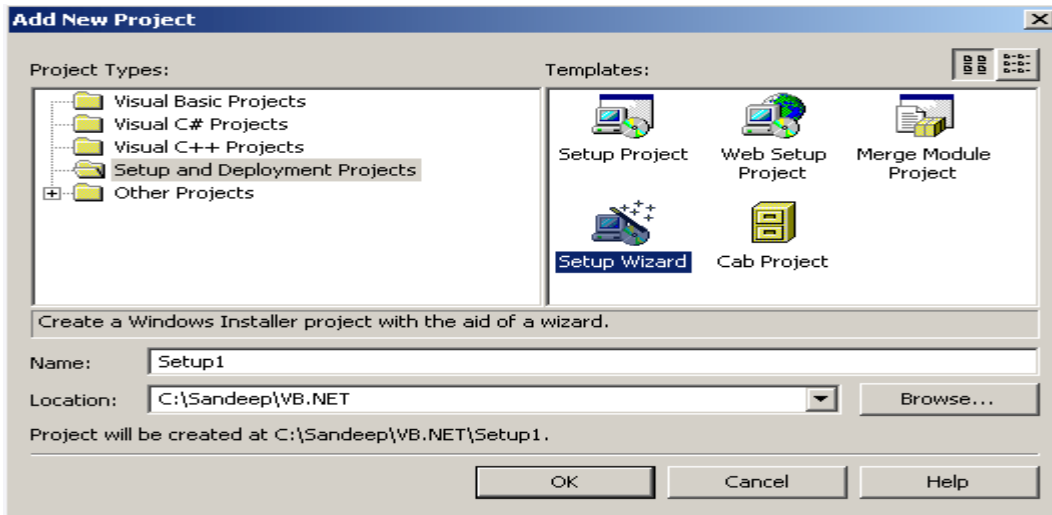 Add New Project
Project Types:
Templates:
Visual Basic Projects
Visual C# Projects
Visual C++ Projects
Setup and Deployment Projects
Other Projects
Setup Project
Web Setup
Project
Merge Module
Project
Setup Wizard
Cab Project
Create a Windows Installer project with the aid of a wizard.
Name:
Setup1
Location:
C:\Sandeep\VB.NET
Browse...
Project will be created at C:\Sandeep\VB.NET\Setup1.
OK
Cancel
Help